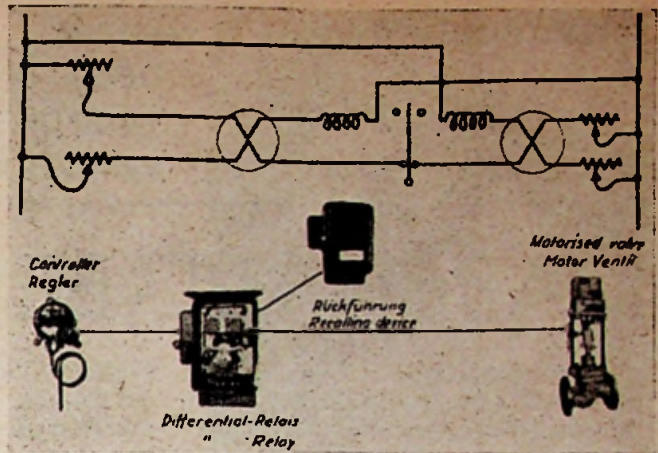 Controller
Regler
Rückführung
Recalling device
Motorised valve
Motor Ventil
Differential-Relais
" Relay